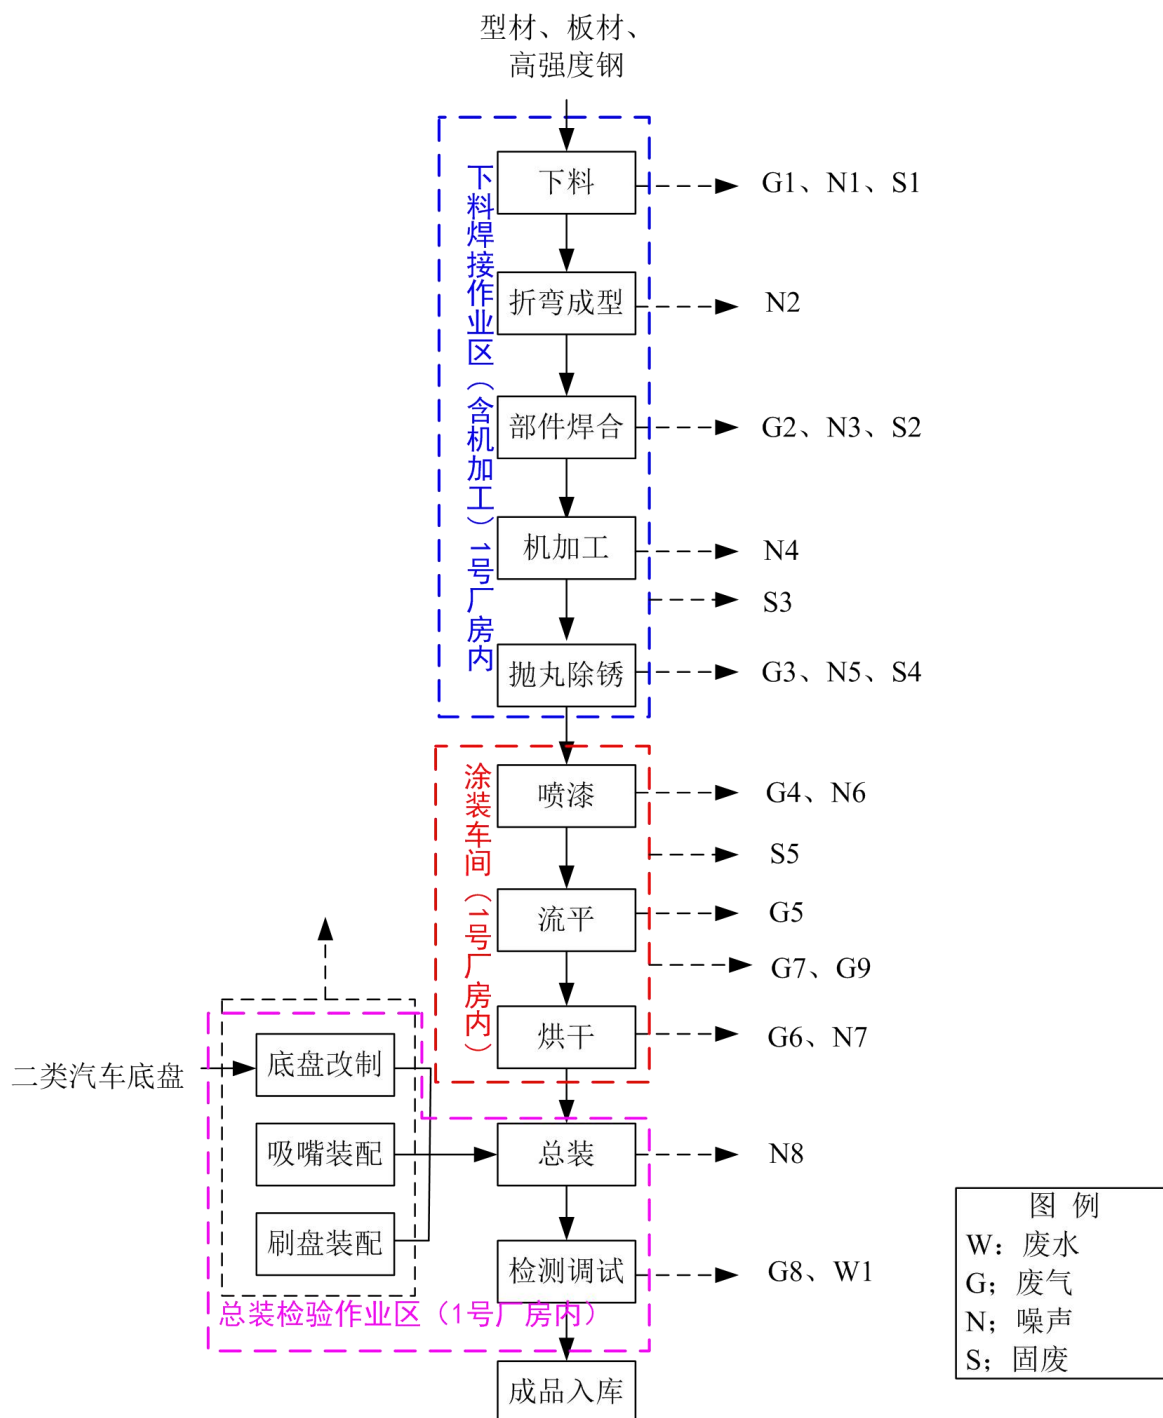 型材、板材、
高强度钢
下料焊接作业区（含机加工）1号厂房内
下料
G1、N1、S1
折弯成型
N2
部件焊合
G2、N3、S2
机加工
N4
S3
抛丸除锈
G3、N5、S4
涂装车间（1号厂房内）
喷漆
G4、N6
S5
流平
G5
G7、G9
烘干
G6、N7
二类汽车底盘
底盘改制
吸嘴装配
总装
N8
刷盘装配
检测调试
G8、W1
总装检验作业区（1号厂房内）
成品入库
图 例
W：废水
G；废气
N；噪声
S；固废